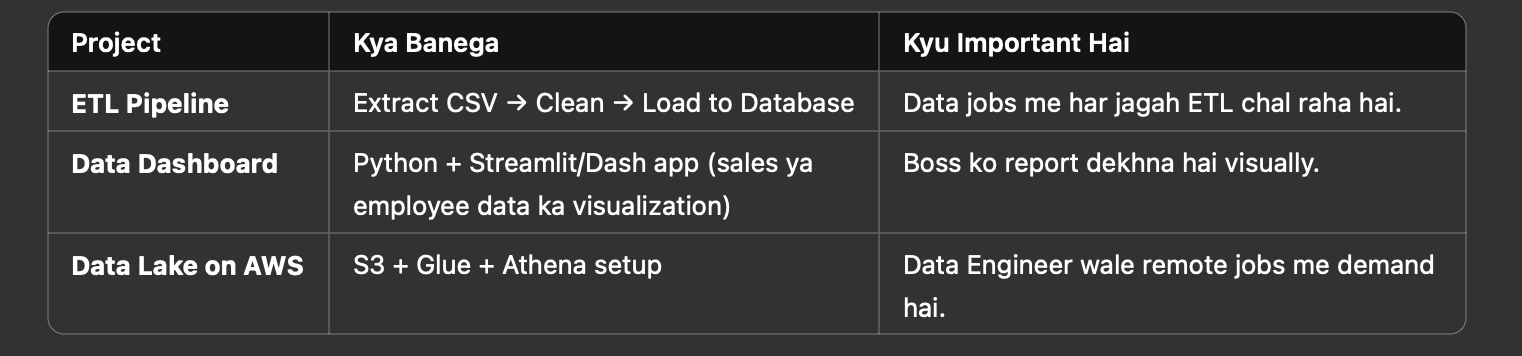 Project Kya Banega Kyu Important Hai
ETL Pipeline Extract CSV → Clean → Load to Database Data jobs me har jagah ETL chal raha hai.
Data Dashboard Python + Streamlit/Dash app (sales ya Boss ko report dekhna hai visually.
employee data ka visualization)
Data Lake on AWS S3 + Glue + Athena setup Data Engineer wale remote jobs me demand
hai.